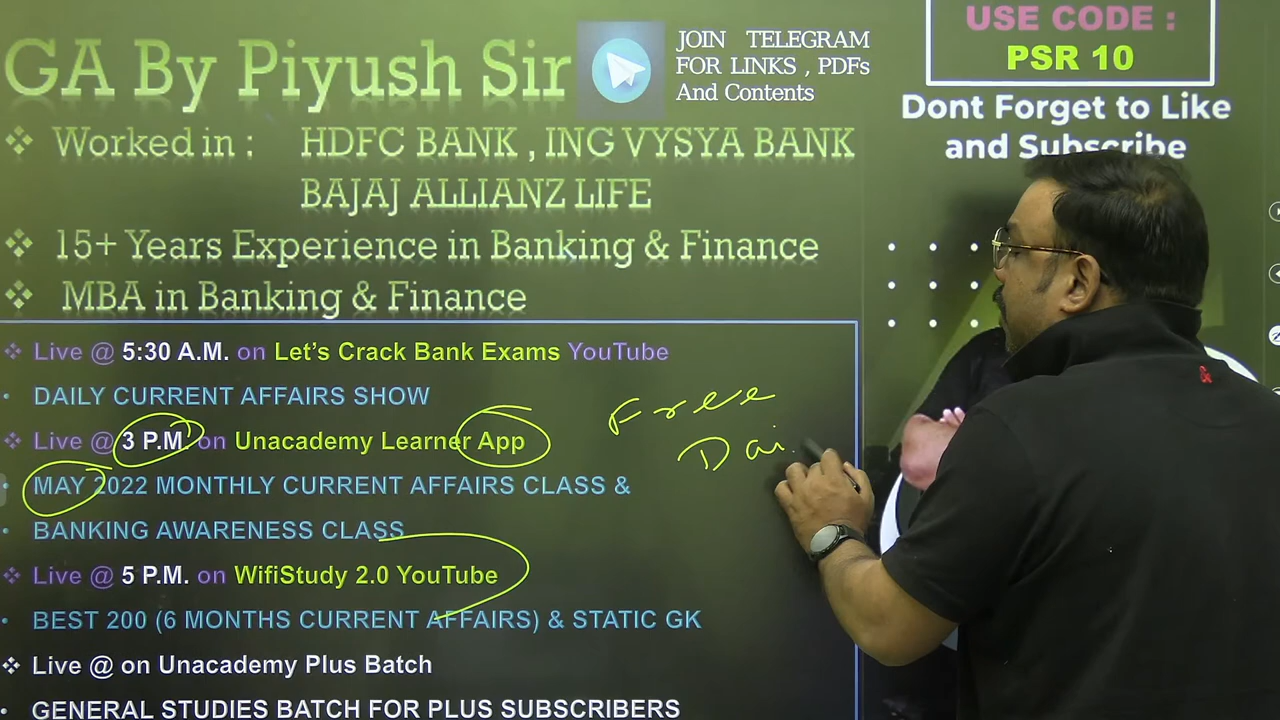 GA By Piyush Sir
JOIN TELEGRAM
FOR LINKS , PDFs
And Contents
USE CODE :
PSR 10
Dont Forget to Like
and Subscribe
Worked in : HDFC BANK , ING VYSYA BANK
BAJAJ ALLIANZ LIFE
15+ Years Experience in Banking & Finance
MBA in Banking & Finance
Live @ 5:30 A.M. on Let's Crack Bank Exams YouTube
DAILY CURRENT AFFAIRS SHOW
Live @ 3 P.M. on Unacademy Learner App
MAY 2022 MONTHLY CURRENT AFFAIRS CLASS &
BANKING AWARENESS CLASS
Live @ 5 P.M. on WifiStudy 2.0 YouTube
BEST 200 (6 MONTHS CURRENT AFFAIRS) & STATIC GK
Live @ on Unacademy Plus Batch
GENERAL STUDIES BATCH FOR PLUS SUBSCRIBERS
Free
Dai